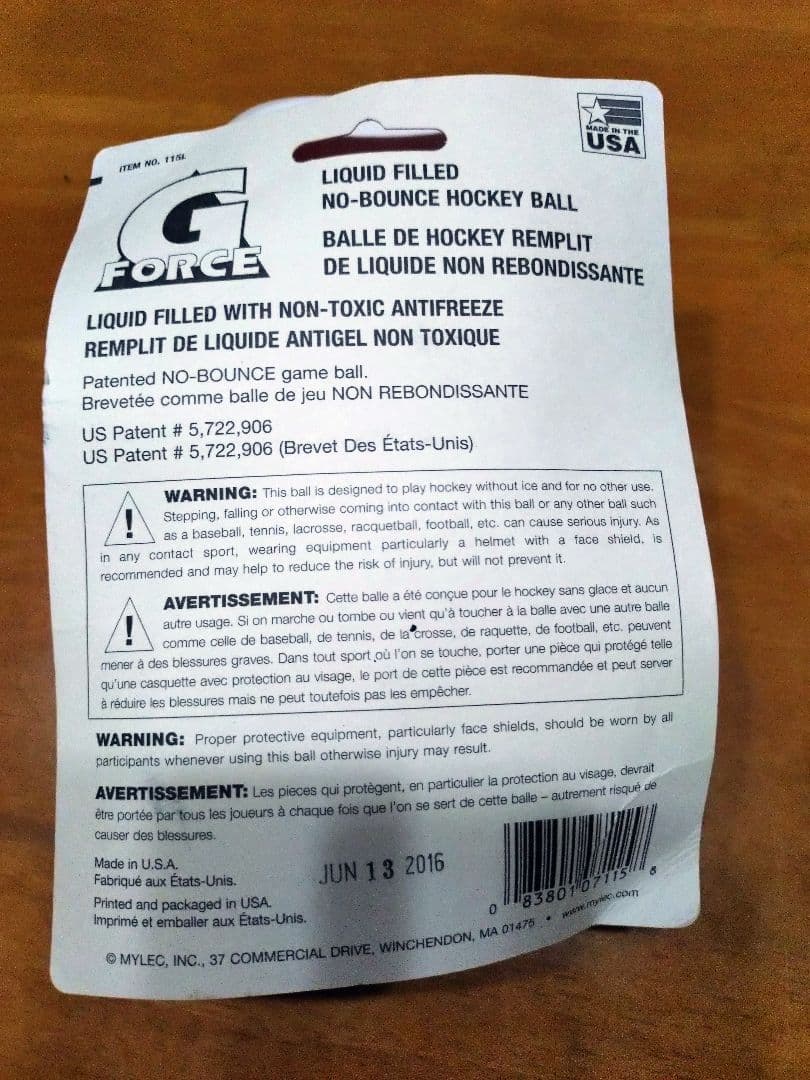 ITEM NO. 115L
MADE IN THE
USA
G
FORCE
LIQUID FILLED
NO-BOUNCE HOCKEY BALL
BALLE DE HOCKEY REMPLIT
DE LIQUIDE NON REBONDISSANTE
LIQUID FILLED WITH NON-TOXIC ANTIFREEZE
REMPLIT DE LIQUIDE ANTIGEL NON TOXIQUE
Patented NO-BOUNCE game ball.
Brevetée comme balle de jeu NON REBONDISSANTE
US Patent # 5,722,906
US Patent # 5,722,906 (Brevet Des États-Unis)
WARNING: This ball is designed to play hockey without ice and for no other use.
Stepping, falling or otherwise coming into contact with this ball or any other ball such
as a baseball, tennis, lacrosse, racquetball, football, etc. can cause serious injury. As
in any contact sport, wearing equipment particularly a helmet with a face shield, is
recommended and may help to reduce the risk of injury, but will not prevent it.
AVERTISSEMENT: Cette balle a été conçue pour le hockey sans glace et aucun
autre usage. Si on marche ou tombe ou vient qu'à toucher à la balle avec une autre balle
comme celle de baseball, de tennis, de la crosse, de raquette, de football, etc. peuvent
mener à des blessures graves. Dans tout sport où l'on se touche, porter une pièce qui protégé telle
qu'une casquette avec protection au visage, le port de cette pièce est recommandée et peut server
à réduire les blessures mais ne peut toutefois pas les empêcher.
WARNING: Proper protective equipment, particularly face shields, should be worn by all
participants whenever using this ball otherwise injury may result.
AVERTISSEMENT: Les pieces qui protègent, en particulier la protection au visage, devrait
être portée par tous les joueurs à chaque fois que l'on se sert de cette balle – autrement risqué de
causer des blessures.
Made in U.S.A.
Fabriqué aux États-Unis.
JUN 13 2016
Printed and packaged in USA.
Imprimé et emballer aux États-Unis.
0 83801 07115 8
© MYLEC, INC., 37 COMMERCIAL DRIVE, WINCHENDON, MA 01475 • www.mylec.com